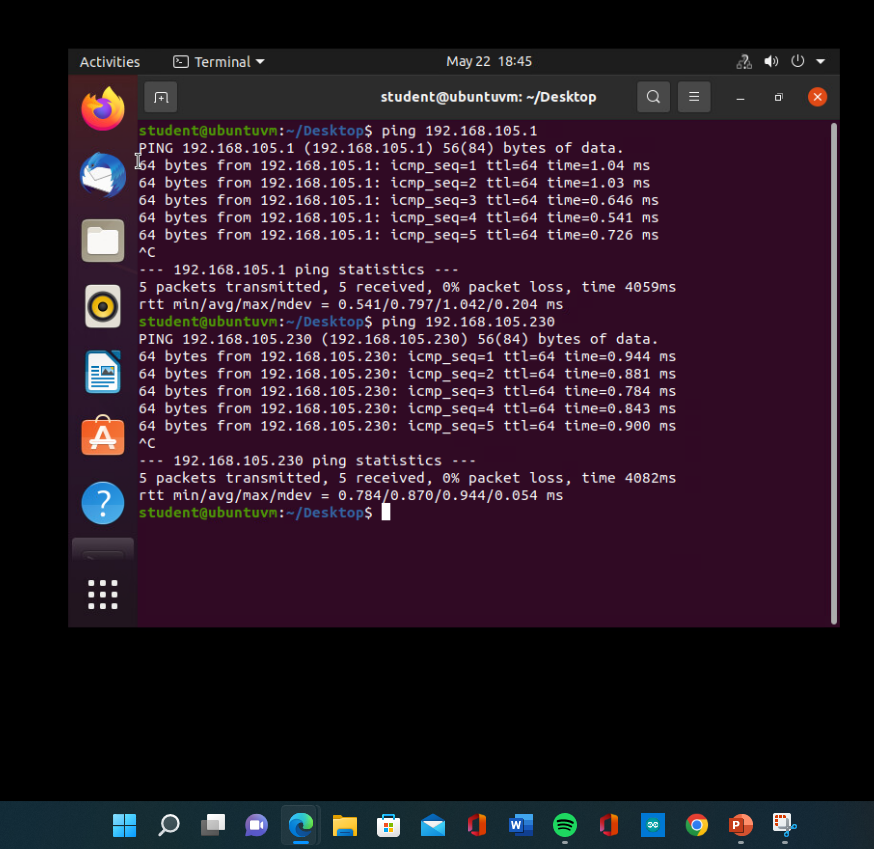 Activities Terminal May 22 18:45
student@ubuntuvm: ~/Desktop
student@ubuntuvm:~/Desktop$ ping 192.168.105.1
PING 192.168.105.1 (192.168.105.1) 56(84) bytes of data.
64 bytes from 192.168.105.1: icmp_seq=1 ttl=64 time=1.04 ms
64 bytes from 192.168.105.1: icmp_seq=2 ttl=64 time=1.03 ms
64 bytes from 192.168.105.1: icmp_seq=3 ttl=64 time=0.646 ms
64 bytes from 192.168.105.1: icmp_seq=4 ttl=64 time=0.541 ms
64 bytes from 192.168.105.1: icmp_seq=5 ttl=64 time=0.726 ms
^C
--- 192.168.105.1 ping statistics ---
5 packets transmitted, 5 received, 0% packet loss, time 4059ms
rtt min/avg/max/mdev = 0.541/0.797/1.042/0.204 ms
student@ubuntuvm:~/Desktop$ ping 192.168.105.230
PING 192.168.105.230 (192.168.105.230) 56(84) bytes of data.
64 bytes from 192.168.105.230: icmp_seq=1 ttl=64 time=0.944 ms
64 bytes from 192.168.105.230: icmp_seq=2 ttl=64 time=0.881 ms
64 bytes from 192.168.105.230: icmp_seq=3 ttl=64 time=0.784 ms
64 bytes from 192.168.105.230: icmp_seq=4 ttl=64 time=0.843 ms
64 bytes from 192.168.105.230: icmp_seq=5 ttl=64 time=0.900 ms
^C
--- 192.168.105.230 ping statistics ---
5 packets transmitted, 5 received, 0% packet loss, time 4082ms
rtt min/avg/max/mdev = 0.784/0.870/0.944/0.054 ms
student@ubuntuvm:~/Desktop$